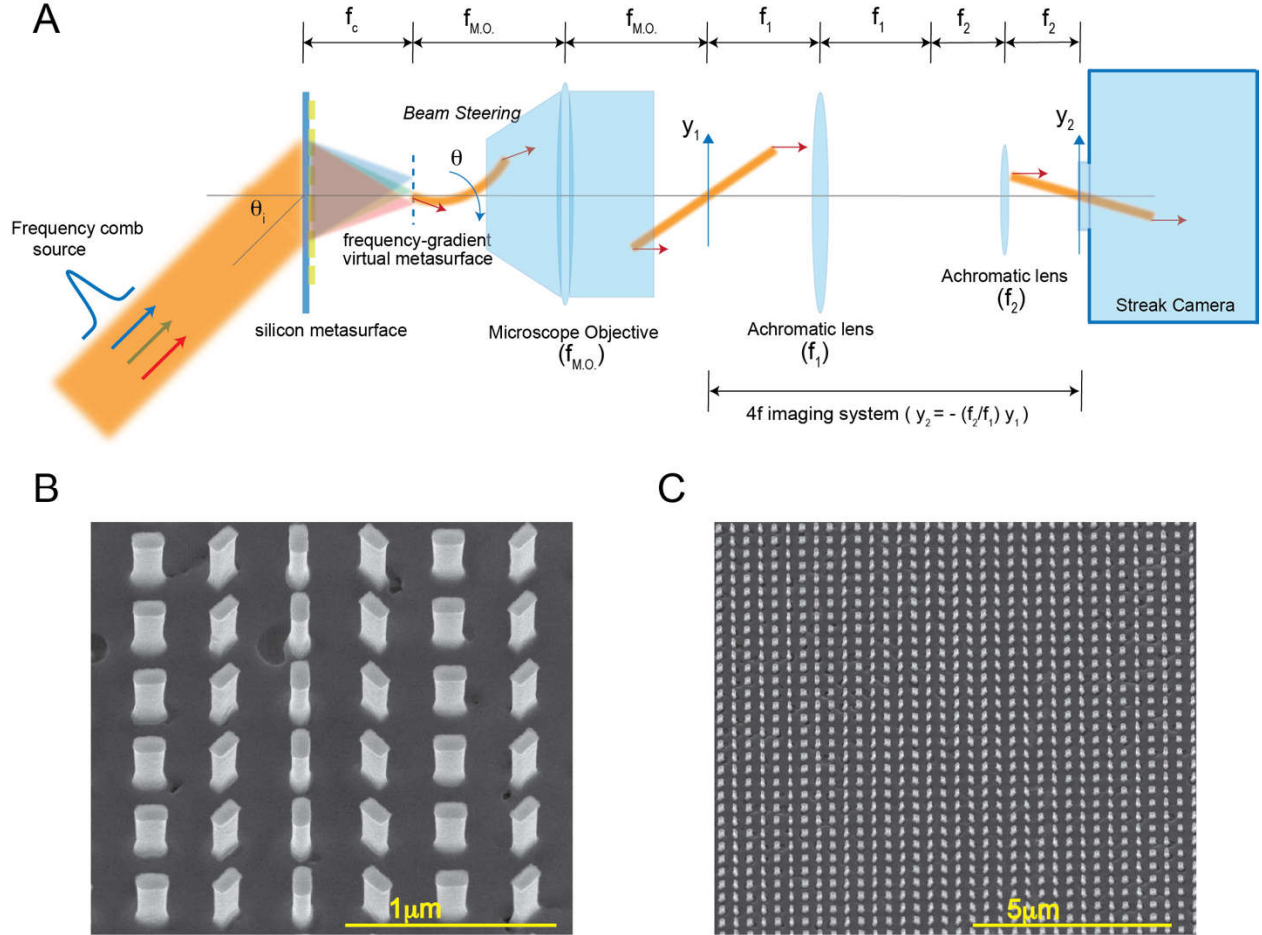 A
f_c
f_M.O.
f_M.O.
f_1
f_1
f_2
f_2
Beam Steering
θ
y_1
y_2
θ_i
Frequency comb
source
frequency-gradient
virtual metasurface
silicon metasurface
Microscope Objective
(f_M.O.)
Achromatic lens
(f_1)
Achromatic lens
(f_2)
Streak Camera
4f imaging system ( y_2 = - (f_2/f_1) y_1 )
B
C
1μm
5μm